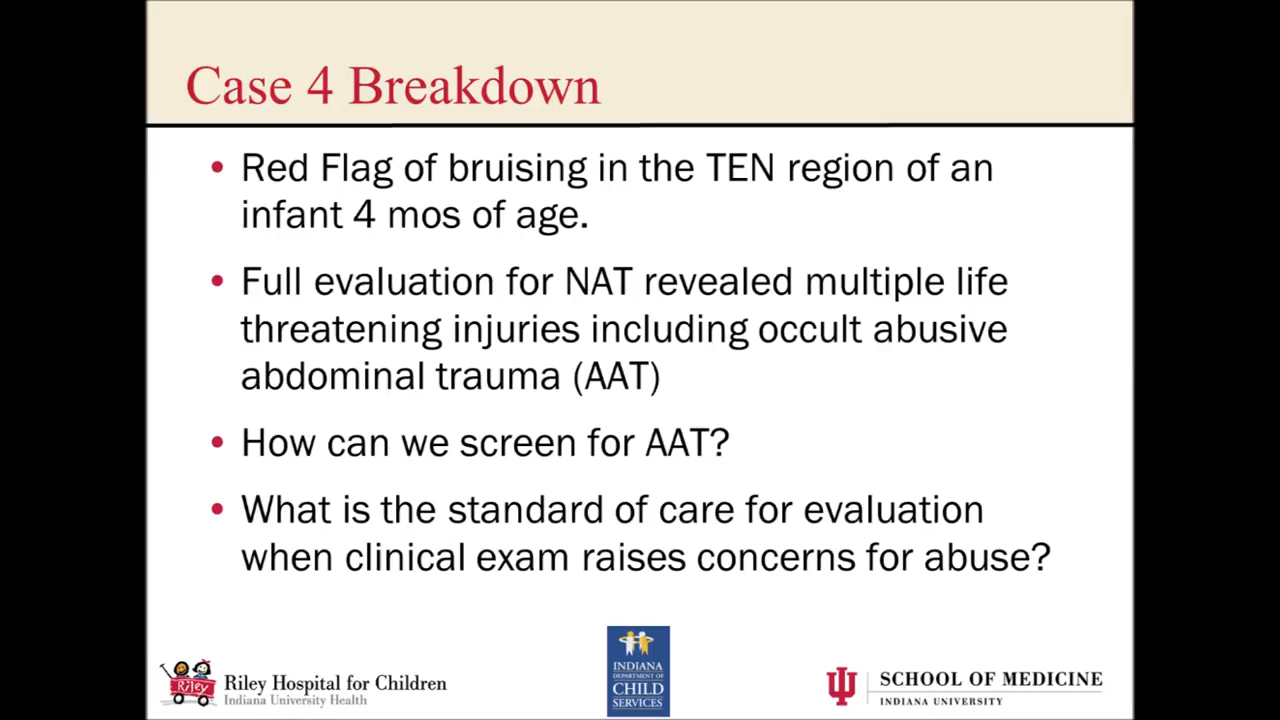 Case 4 Breakdown
• Red Flag of bruising in the TEN region of an
infant 4 mos of age.
• Full evaluation for NAT revealed multiple life
threatening injuries including occult abusive
abdominal trauma (AAT)
• How can we screen for AAT?
• What is the standard of care for evaluation
when clinical exam raises concerns for abuse?
Riley
Riley Hospital for Children
Indiana University Health
INDIANA
DEPARTMENT OF
CHILD
SERVICES
SCHOOL OF MEDICINE
INDIANA UNIVERSITY